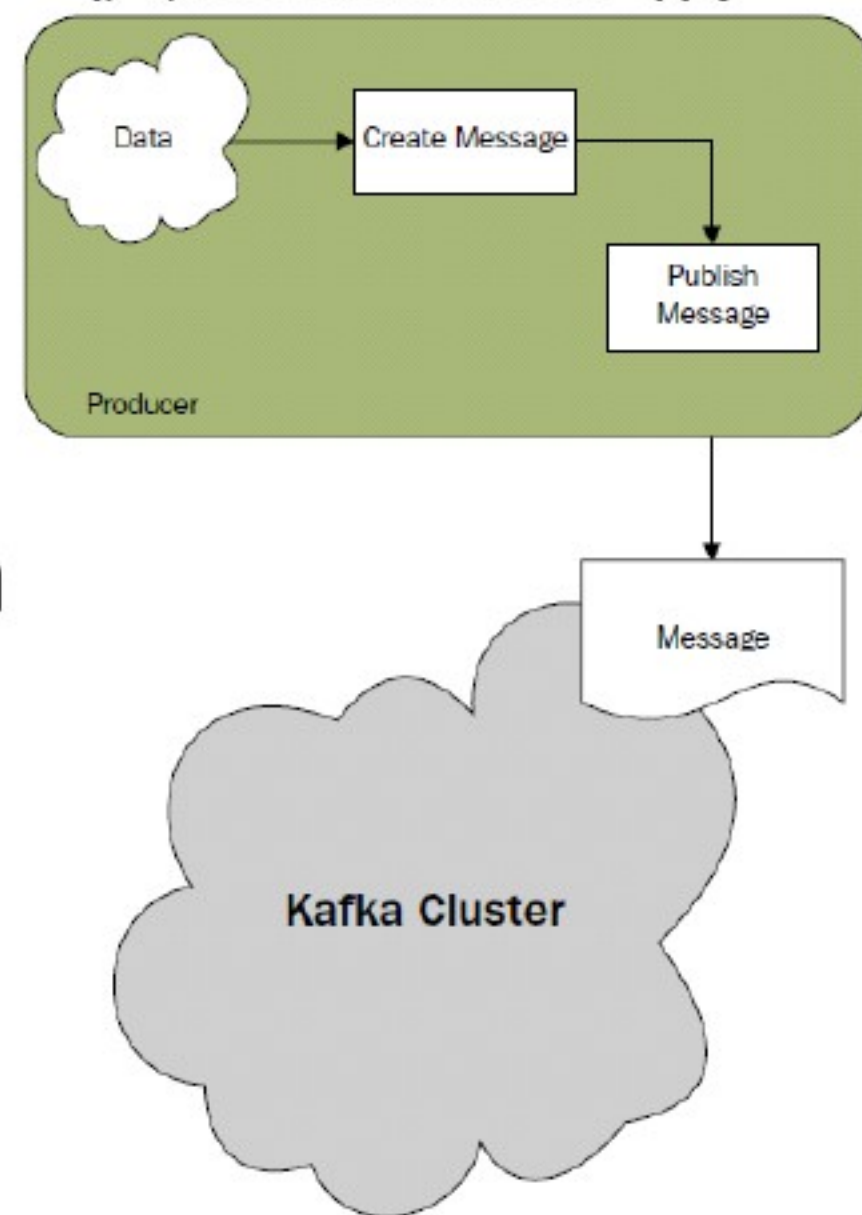 Data
Create Message
Publish
Message
Producer
Message
Kafka Cluster